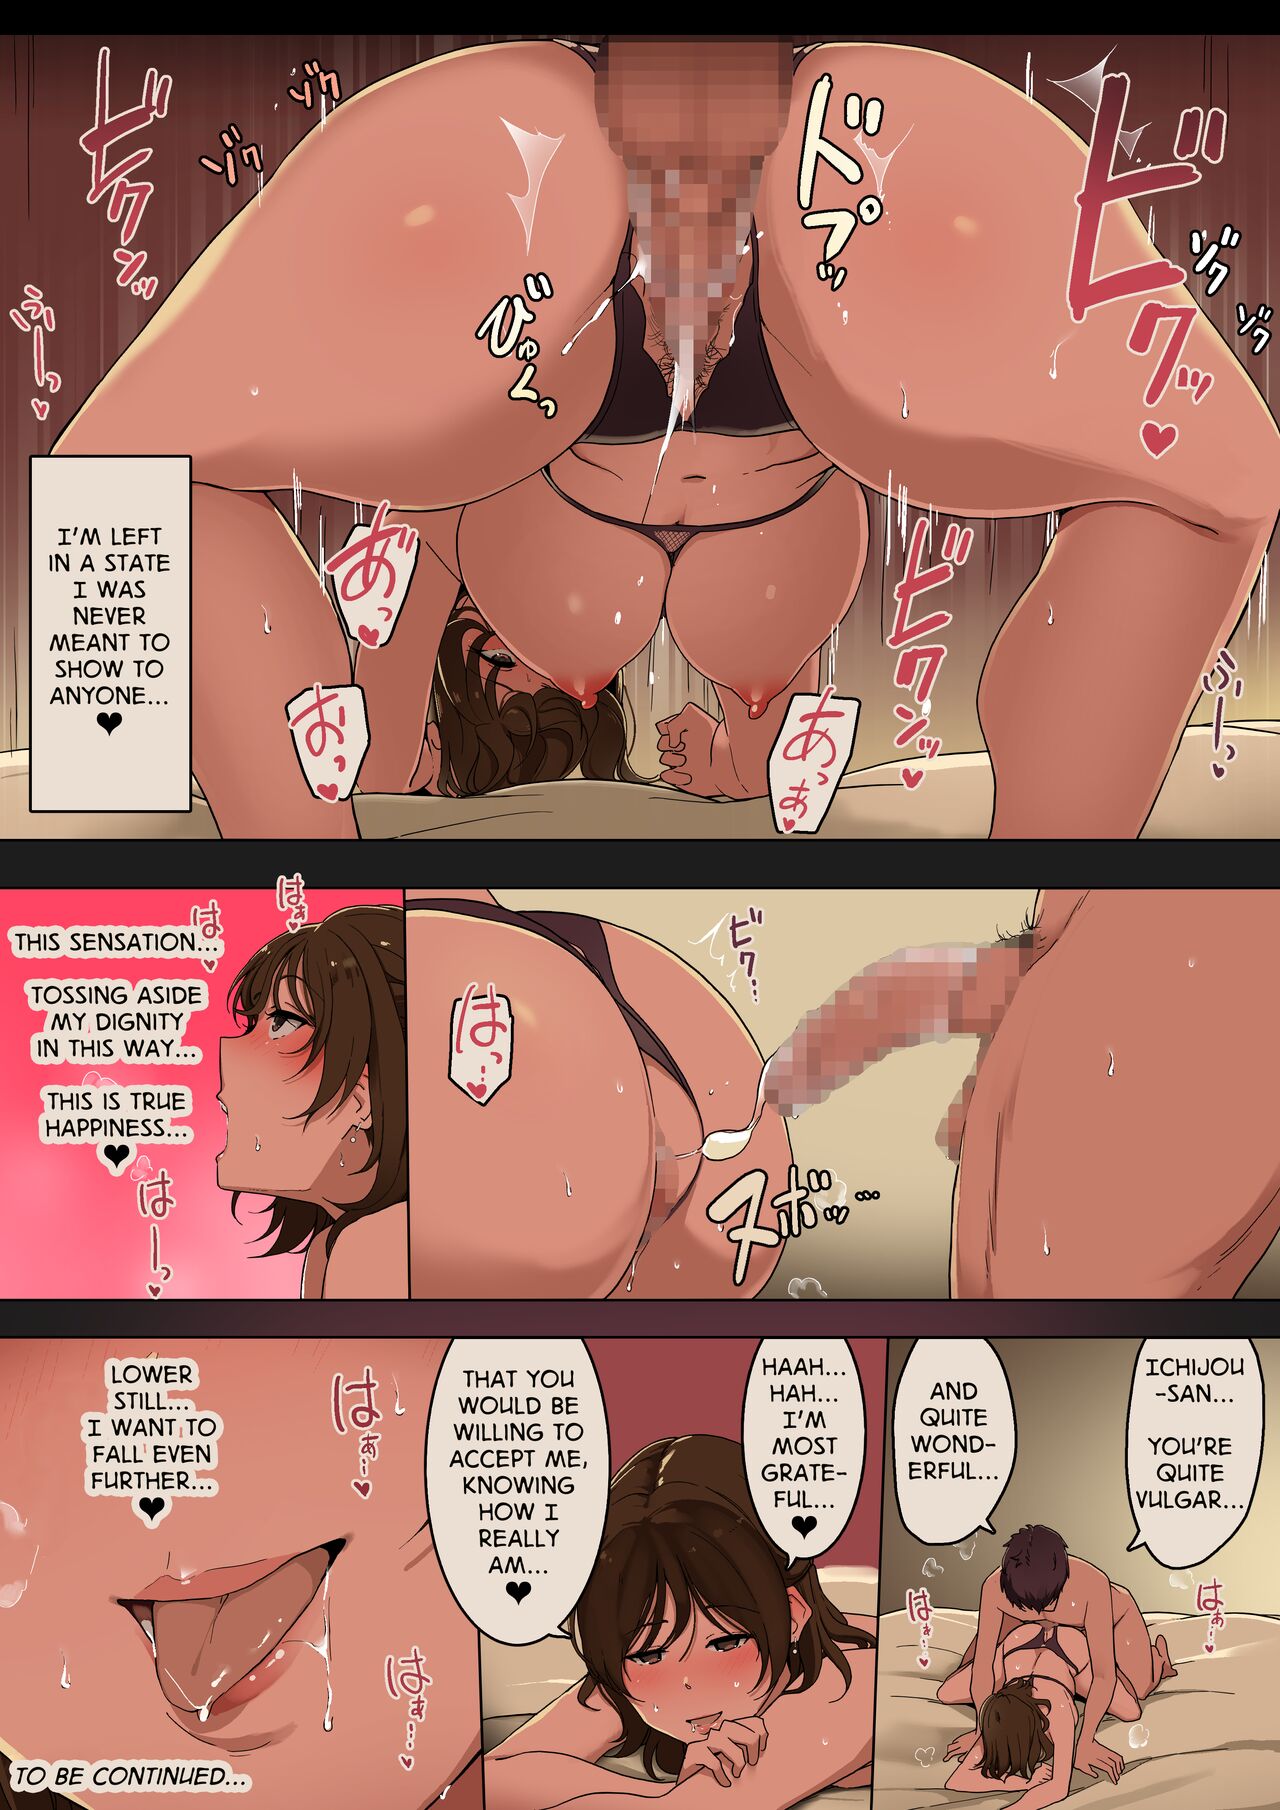 ビクンッ
ゾク
ゾク
ふーっ
びゅくっ
ドプッ
ビクッ
ゾク
ゾク
I'M LEFT
IN A STATE
I WAS
NEVER
MEANT TO
SHOW TO
ANYONE...
♥
あ゛っ
おっ
あっあ゛
ビクンッ
ふーっ
THIS SENSATION...
TOSSING ASIDE
MY DIGNITY
IN THIS WAY...
THIS IS TRUE
HAPPINESS...
♥
はぁ
は
はーっ
はっ…
ビクッ…
ヌボッ…
ICHIJOU
-SAN...
YOU'RE
QUITE
VULGAR...
AND
QUITE
WOND-
ERFUL...
はぁ…
はぁ…
HAAH...
HAH...
I'M
MOST
GRATE-
FUL...
♥
THAT YOU
WOULD BE
WILLING TO
ACCEPT ME,
KNOWING
HOW I
REALLY
AM...
♥
LOWER
STILL...
I WANT TO
FALL EVEN
FURTHER...
♥
はぁ…
はぁ…
TO BE CONTINUED...